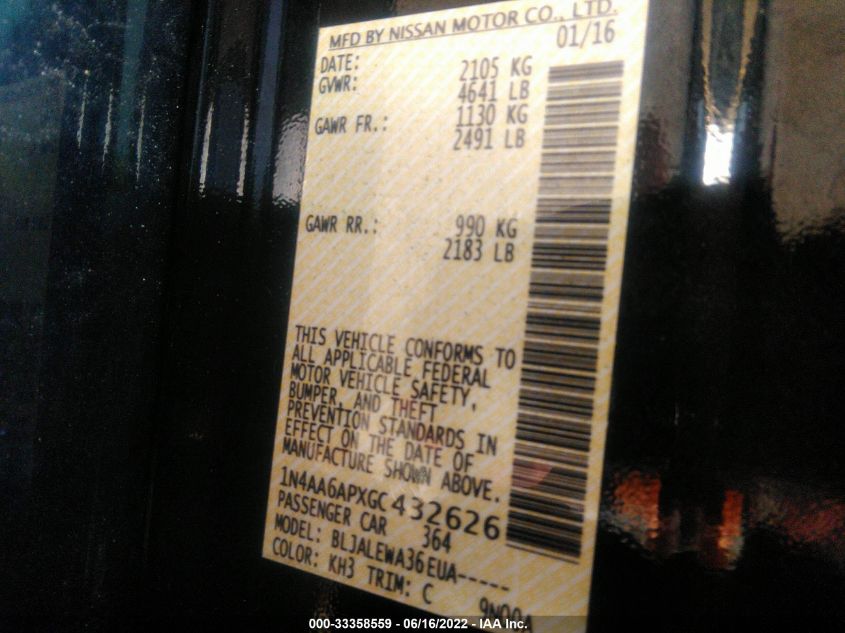 MFD BY NISSAN MOTOR CO., LTD.
DATE: 01/16
GVWR: 2105 KG
4641 LB
GAWR FR.: 1130 KG
2491 LB
GAWR RR.: 990 KG
2183 LB
THIS VEHICLE CONFORMS TO
ALL APPLICABLE FEDERAL
MOTOR VEHICLE SAFETY,
BUMPER, AND THEFT
PREVENTION STANDARDS IN
EFFECT ON THE DATE OF
MANUFACTURE SHOWN ABOVE.
1N4AA6APXGC432626
PASSENGER CAR 364
MODEL: BLJALEWA36EUA-----
COLOR: KH3 TRIM: C
000-33358559 - 06/16/2022 - IAA Inc.